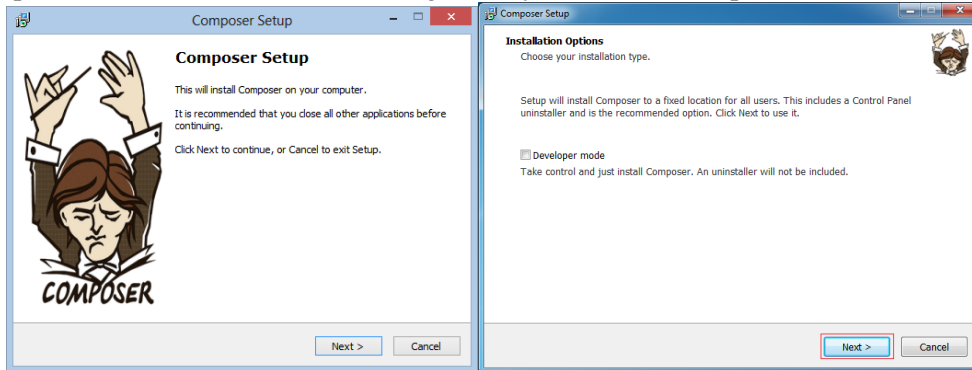 Composer Setup
Composer Setup
This will install Composer on your computer.
It is recommended that you close all other applications before
continuing.
Click Next to continue, or Cancel to exit Setup.
COMPOSER
Next >
Cancel
Composer Setup
Installation Options
Choose your installation type.
Setup will install Composer to a fixed location for all users. This includes a Control Panel
uninstaller and is the recommended option. Click Next to use it.
Developer mode
Take control and just install Composer. An uninstaller will not be included.
Next >
Cancel